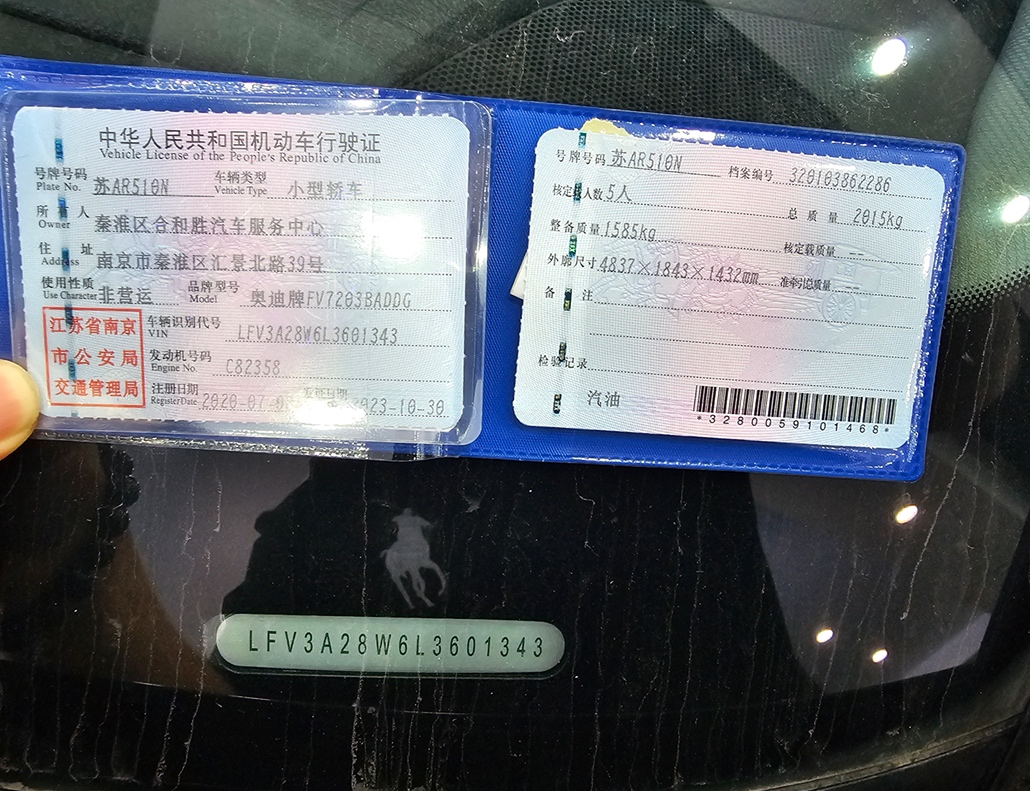 中华人民共和国机动车行驶证
Vehicle License of the People's Republic of China
号牌号码 苏AR510N 车辆类型 小型轿车
Plate No. Vehicle Type
所有人 秦淮区合和胜汽车服务中心
Owner
住址 南京市秦淮区汇景北路39号
Address
使用性质 非营运 品牌型号 奥迪牌FV7203BADDG
Use Character Model
江苏省南京
市公安局
交通管理局
车辆识别代号 LFV3A28W6L3601343
VIN
发动机号码 C82358
Engine No.
注册日期 2020-07-0 发证日期 2023-10-30
Register Date
号牌号码 苏AR510N 档案编号 320103862286
核定载人数 5人 总质量 2015kg
整备质量 1585kg 核定载质量 --
外廓尺寸 4837×1843×1432mm 准牵引总质量 --
备注
检验记录
汽油
*3280059101468*
LFV3A28W6L3601343